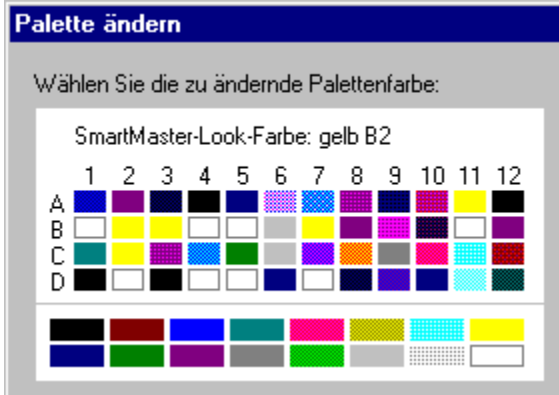 Palette ändern
Wählen Sie die zu ändernde Palettenfarbe:
SmartMaster-Look-Farbe: gelb B2
1 2 3 4 5 6 7 8 9 10 11 12
A
B
C
D